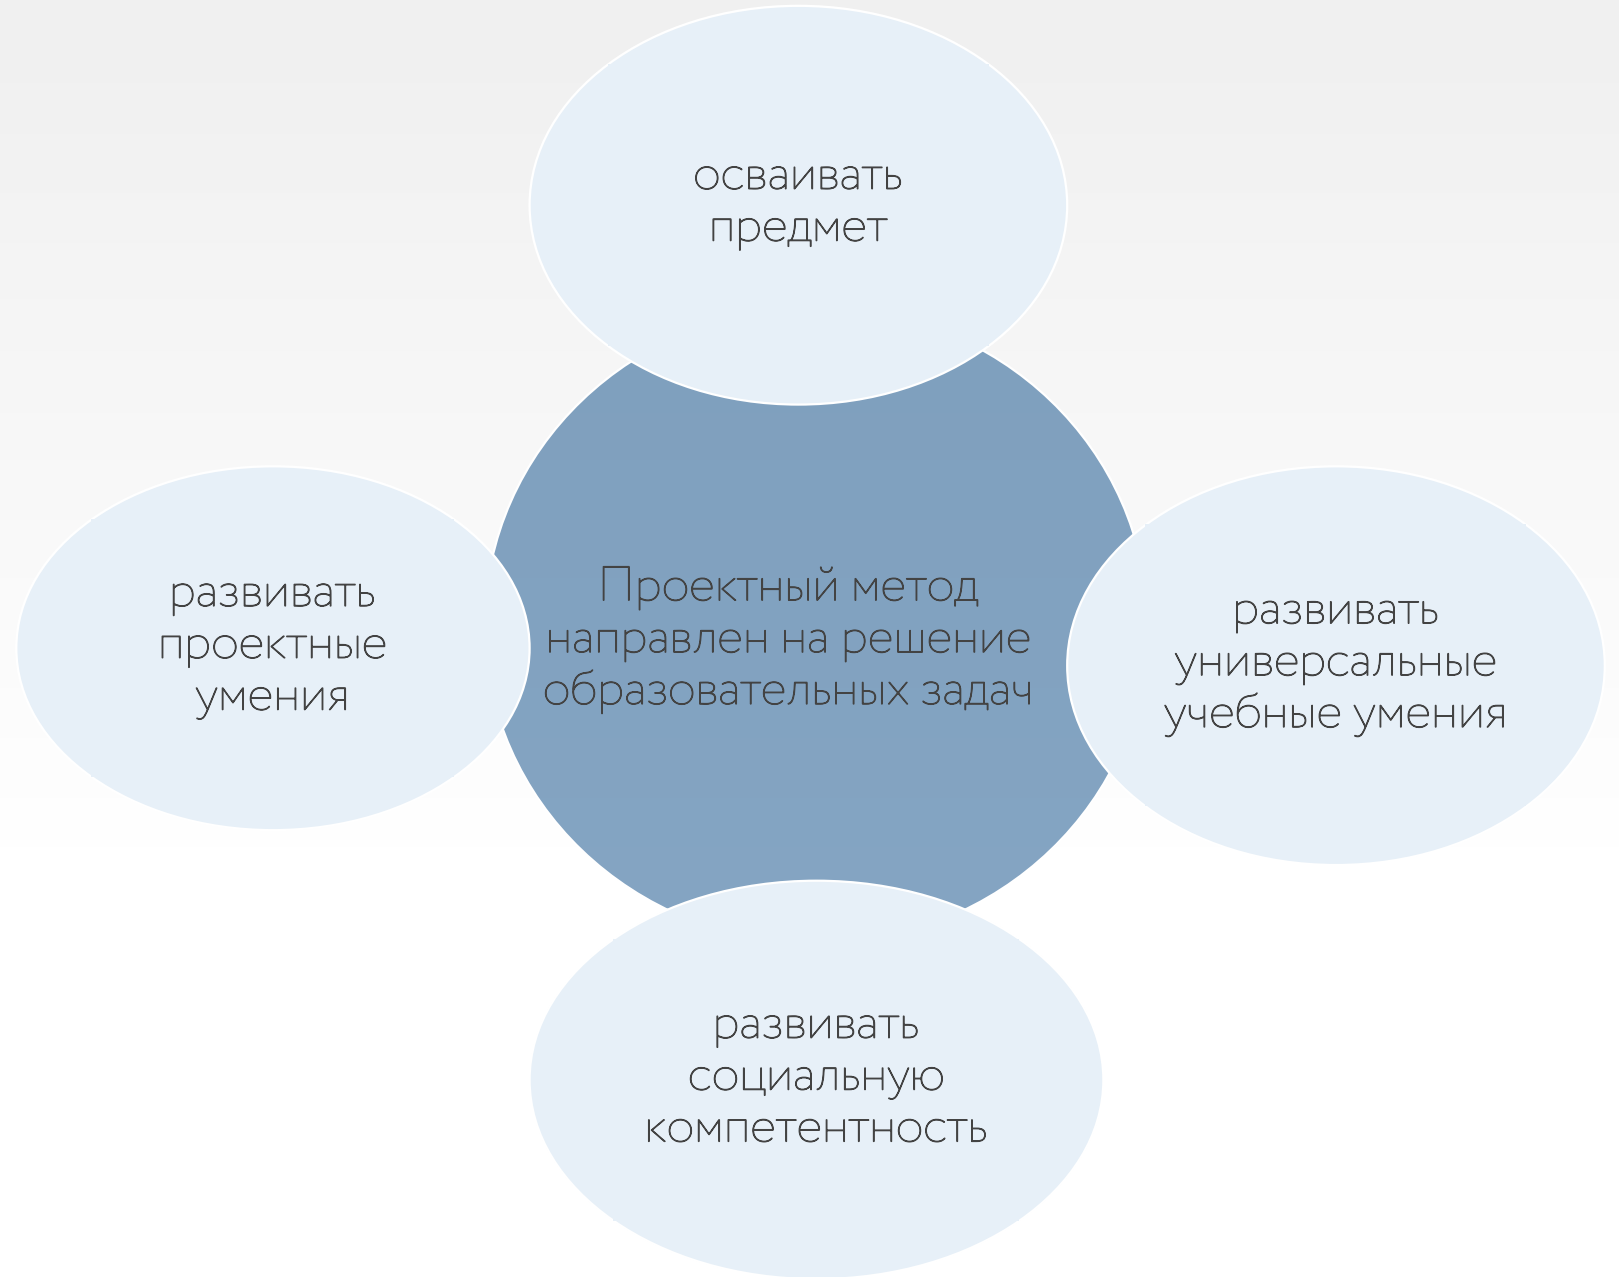 осваивать
предмет
развивать
проектные
умения
Проектный метод
направлен на решение
образовательных задач
развивать
универсальные
учебные умения
развивать
социальную
компетентность